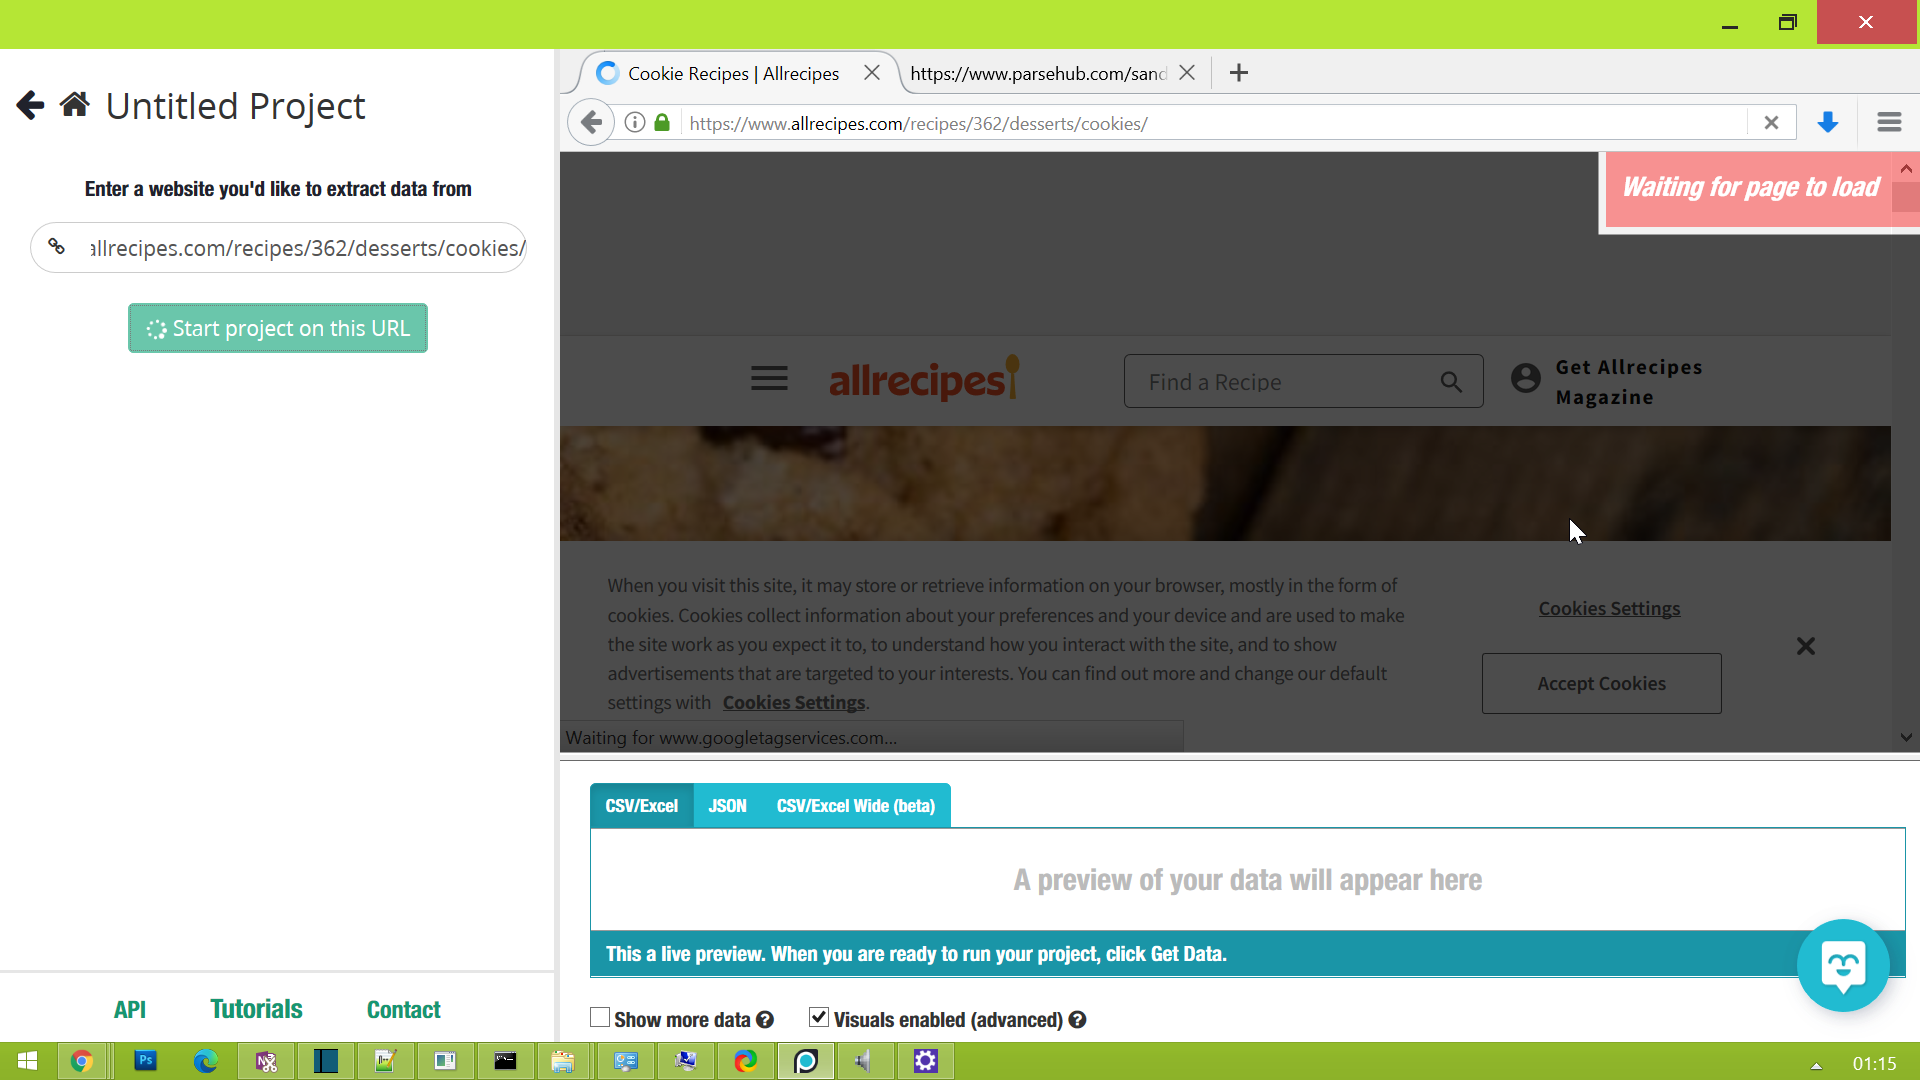 Cookie Recipes | Allrecipes
https://www.parsehub.com/sand
https://www.allrecipes.com/recipes/362/desserts/cookies/
Untitled Project
Enter a website you'd like to extract data from
allrecipes.com/recipes/362/desserts/cookies/
Start project on this URL
Waiting for page to load
allrecipes
Find a Recipe
Get Allrecipes
Magazine
When you visit this site, it may store or retrieve information on your browser, mostly in the form of
cookies. Cookies collect information about your preferences and your device and are used to make
the site work as you expect it to, to understand how you interact with the site, and to show
advertisements that are targeted to your interests. You can find out more and change our default
settings with Cookies Settings.
Cookies Settings
Accept Cookies
Waiting for www.googletagservices.com...
CSV/Excel
JSON
CSV/Excel Wide (beta)
A preview of your data will appear here
This a live preview. When you are ready to run your project, click Get Data.
Show more data
Visuals enabled (advanced)
API
Tutorials
Contact
Ps
01:15